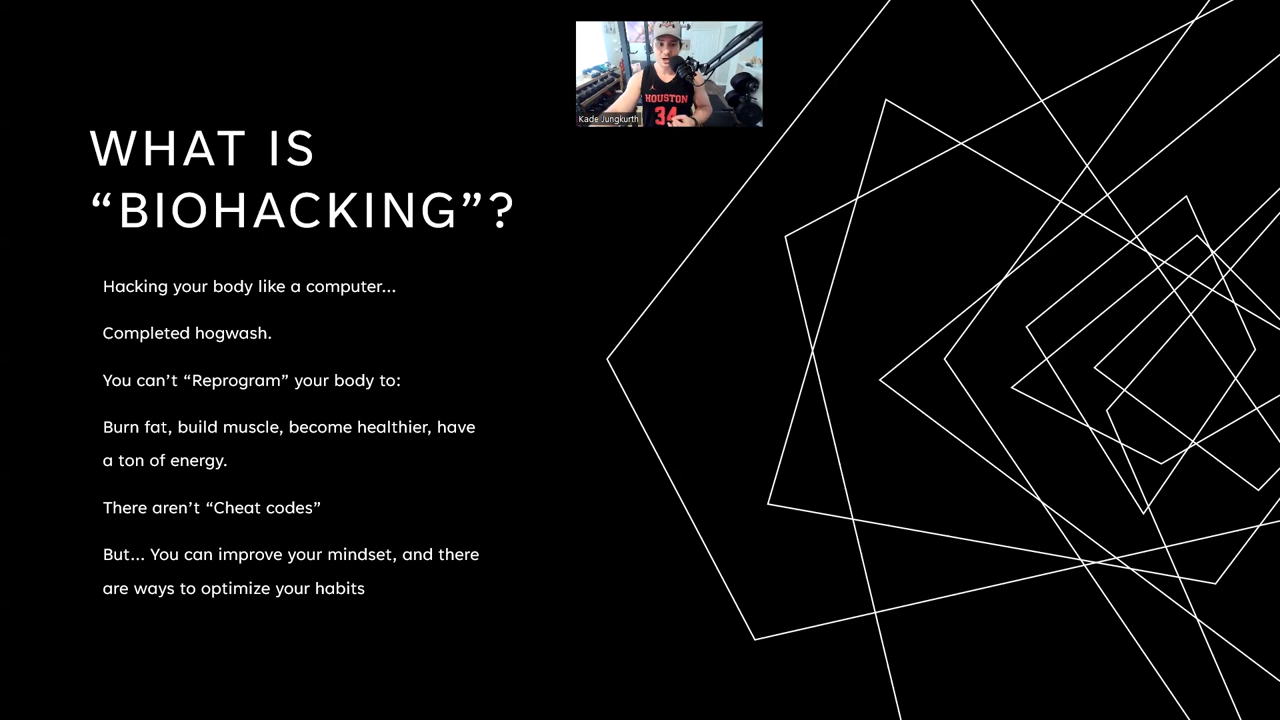 HOUSTON
34
Kade Jungkurth
WHAT IS
“BIOHACKING”?
Hacking your body like a computer...
Completed hogwash.
You can’t “Reprogram” your body to:
Burn fat, build muscle, become healthier, have
a ton of energy.
There aren’t “Cheat codes”
But... You can improve your mindset, and there
are ways to optimize your habits